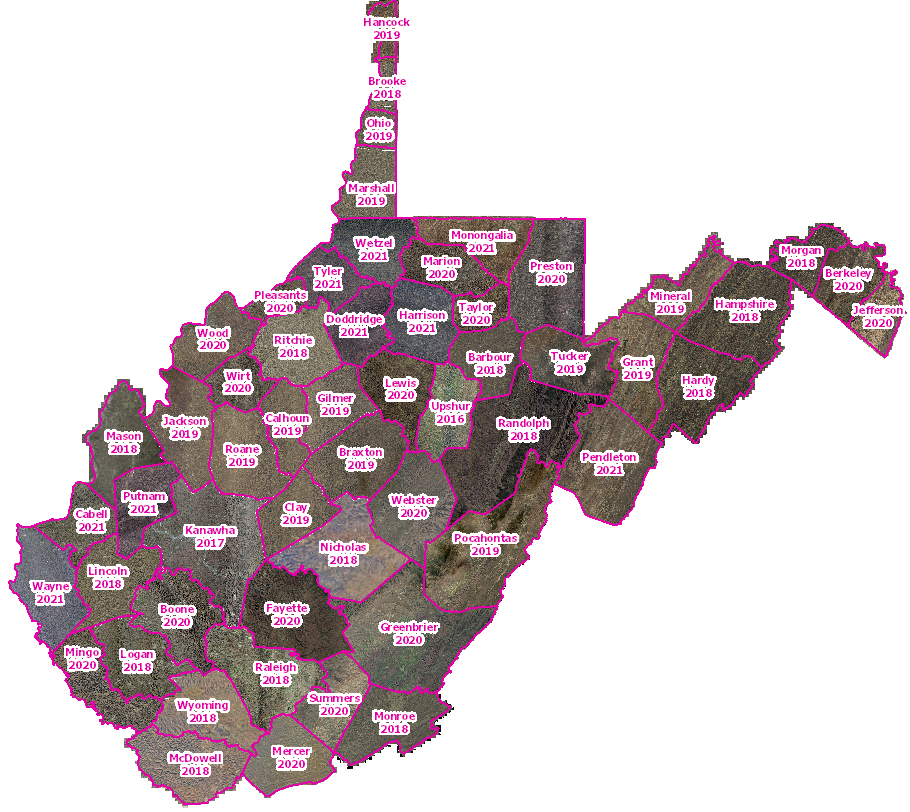 Hancock
2019
Brooke
2018
Ohio
2019
Marshall
2019
Wetzel
2021
Monongalia
2021
Marion
2020
Preston
2020
Tyler
2021
Pleasants
2020
Doddridge
2021
Harrison
2021
Taylor
2020
Mineral
2019
Hampshire
2018
Morgan
2018
Berkeley
2020
Jefferson
2020
Wood
2020
Ritchie
2018
Barbour
2018
Tucker
2019
Grant
2019
Hardy
2018
Wirt
2020
Lewis
2020
Gilmer
2019
Upshur
2016
Calhoun
2019
Jackson
2019
Randolph
2018
Mason
2018
Roane
2019
Braxton
2019
Pendleton
2021
Putnam
2021
Webster
2020
Cabell
2021
Clay
2019
Kanawha
2017
Pocahontas
2019
Nicholas
2018
Lincoln
2018
Wayne
2021
Boone
2020
Fayette
2020
Greenbrier
2020
Mingo
2020
Logan
2018
Raleigh
2018
Summers
2020
Wyoming
2018
Monroe
2018
McDowell
2018
Mercer
2020